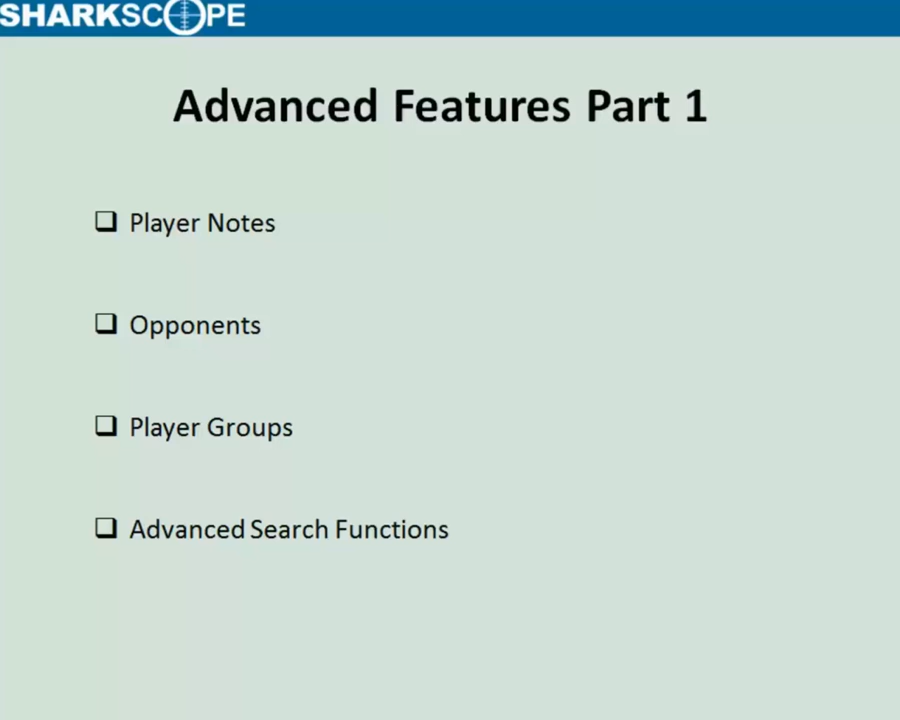 SHARKSCOPE
Advanced Features Part 1
Player Notes
Opponents
Player Groups
Advanced Search Functions